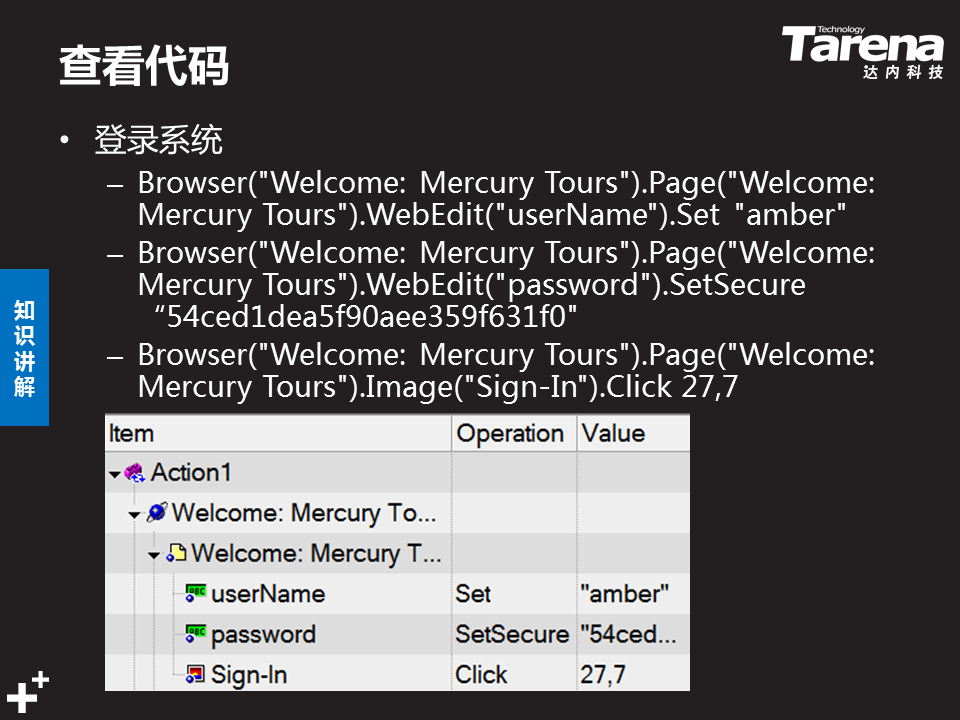 查看代码
Technology
Tarena
达内科技
• 登录系统
– Browser("Welcome: Mercury Tours").Page("Welcome:
Mercury Tours").WebEdit("userName").Set "amber"
– Browser("Welcome: Mercury Tours").Page("Welcome:
Mercury Tours").WebEdit("password").SetSecure
“54ced1dea5f90aee359f631f0"
– Browser("Welcome: Mercury Tours").Page("Welcome:
Mercury Tours").Image("Sign-In").Click 27,7
知
识
讲
解
Item Operation Value
Action1
Welcome: Mercury To...
Welcome: Mercury T...
userName Set "amber"
password SetSecure "54ced...
Sign-In Click 27,7